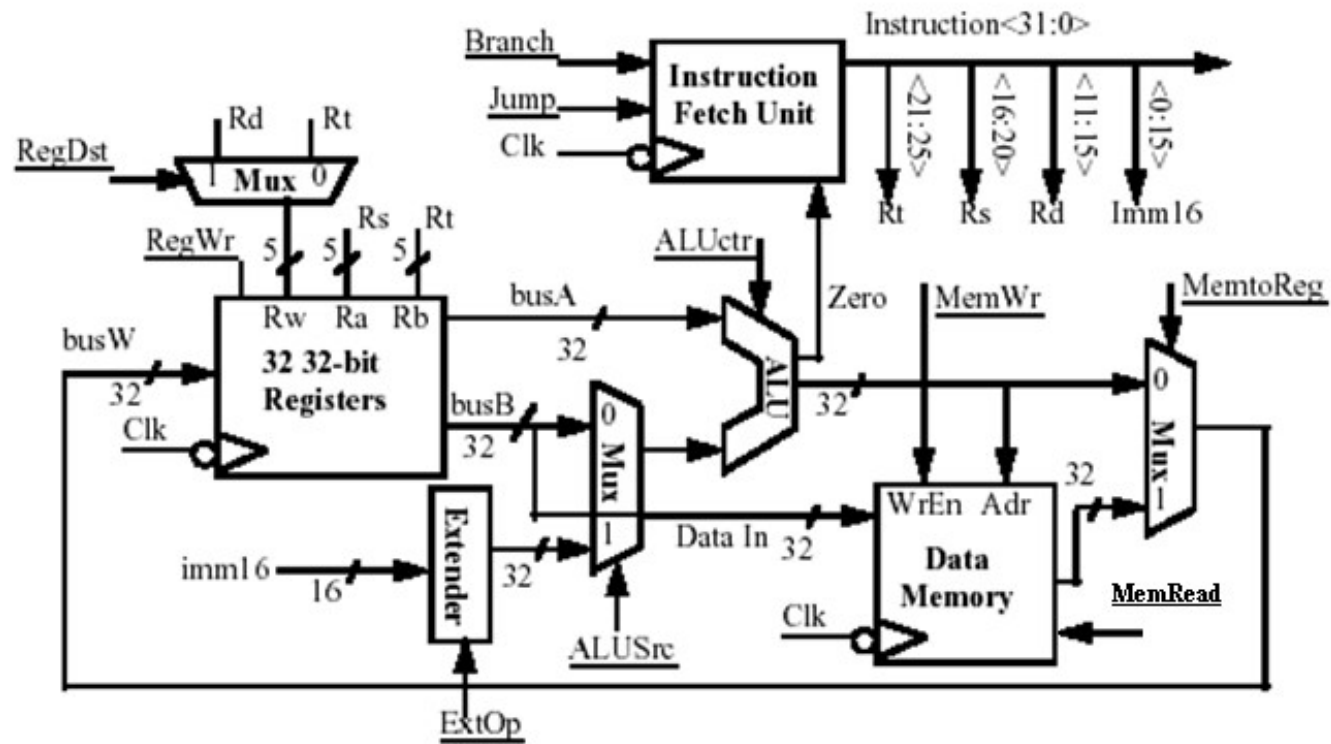 Instruction<31:0>
Branch
Instruction
Fetch Unit
Jump
Clk
<21:25>
<16:20>
<11:15>
<0:15>
Rt
Rs
Rd
Imm16
Rd
Rt
RegDst
1 Mux 0
RegWr
5
5
Rs
5
Rt
ALUctr
Zero
MemWr
MemtoReg
busW
32
Rw Ra Rb
32 32-bit
Registers
Clk
busA
32
busB
32
0
Mux
1
ALU
32
0
Mux
1
Extender
imm16
16
32
ALUSrc
ExtOp
Data In
32
WrEn Adr
Data
Memory
Clk
32
MemRead